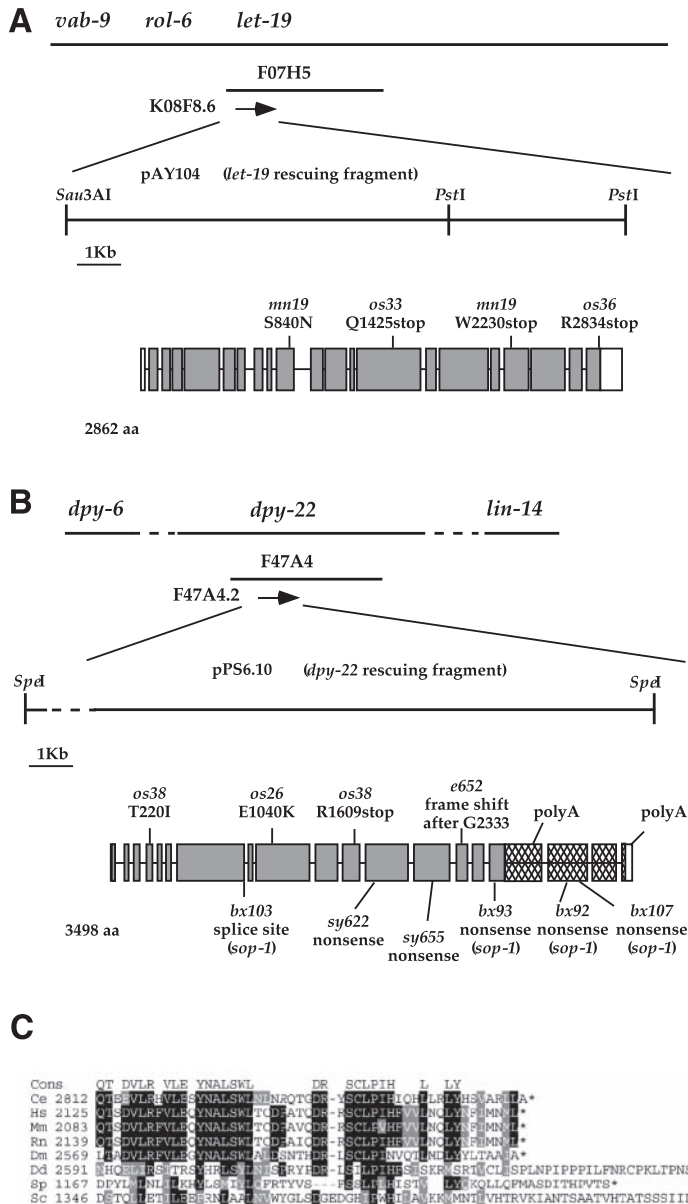 A
vab-9 rol-6 let-19
F07H5
K08F8.6
pAY104 (let-19 rescuing fragment)
Sau3AI PstI PstI
1Kb
mn19 os33 mn19 os36
S840N Q1425stop W2230stop R2834stop
2862 aa
B
dpy-6 dpy-22 lin-14
F47A4
F47A4.2
pPS6.10 (dpy-22 rescuing fragment)
SpeI SpeI
1Kb
os38 os26 os38 e652
T220I E1040K R1609stop frame shift after G2333 polyA polyA
bx103 splice site (sop-1)
sy622 nonsense
sy655 nonsense
bx93 nonsense (sop-1)
bx92 nonsense (sop-1)
bx107 nonsense (sop-1)
3498 aa
C
Cons QT DVLR VLE YNALSWL DR SCLPIH L LY
Ce 2812
Hs 2125
Mm 2083
Rn 2139
Dm 2569
Dd 2591
Sp 1167
Sc 1346